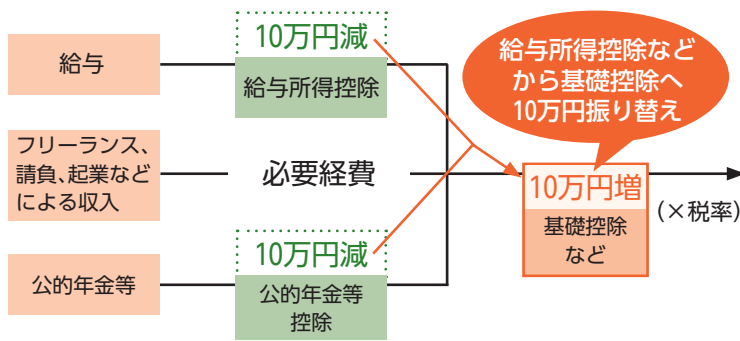 給与
10万円減
給与所得控除
給与所得控除など
から基礎控除へ
10万円振り替え
フリーランス、
請負、起業など
による収入
必要経費
10万円増
基礎控除
など
(×税率)
公的年金等
10万円減
公的年金等
控除